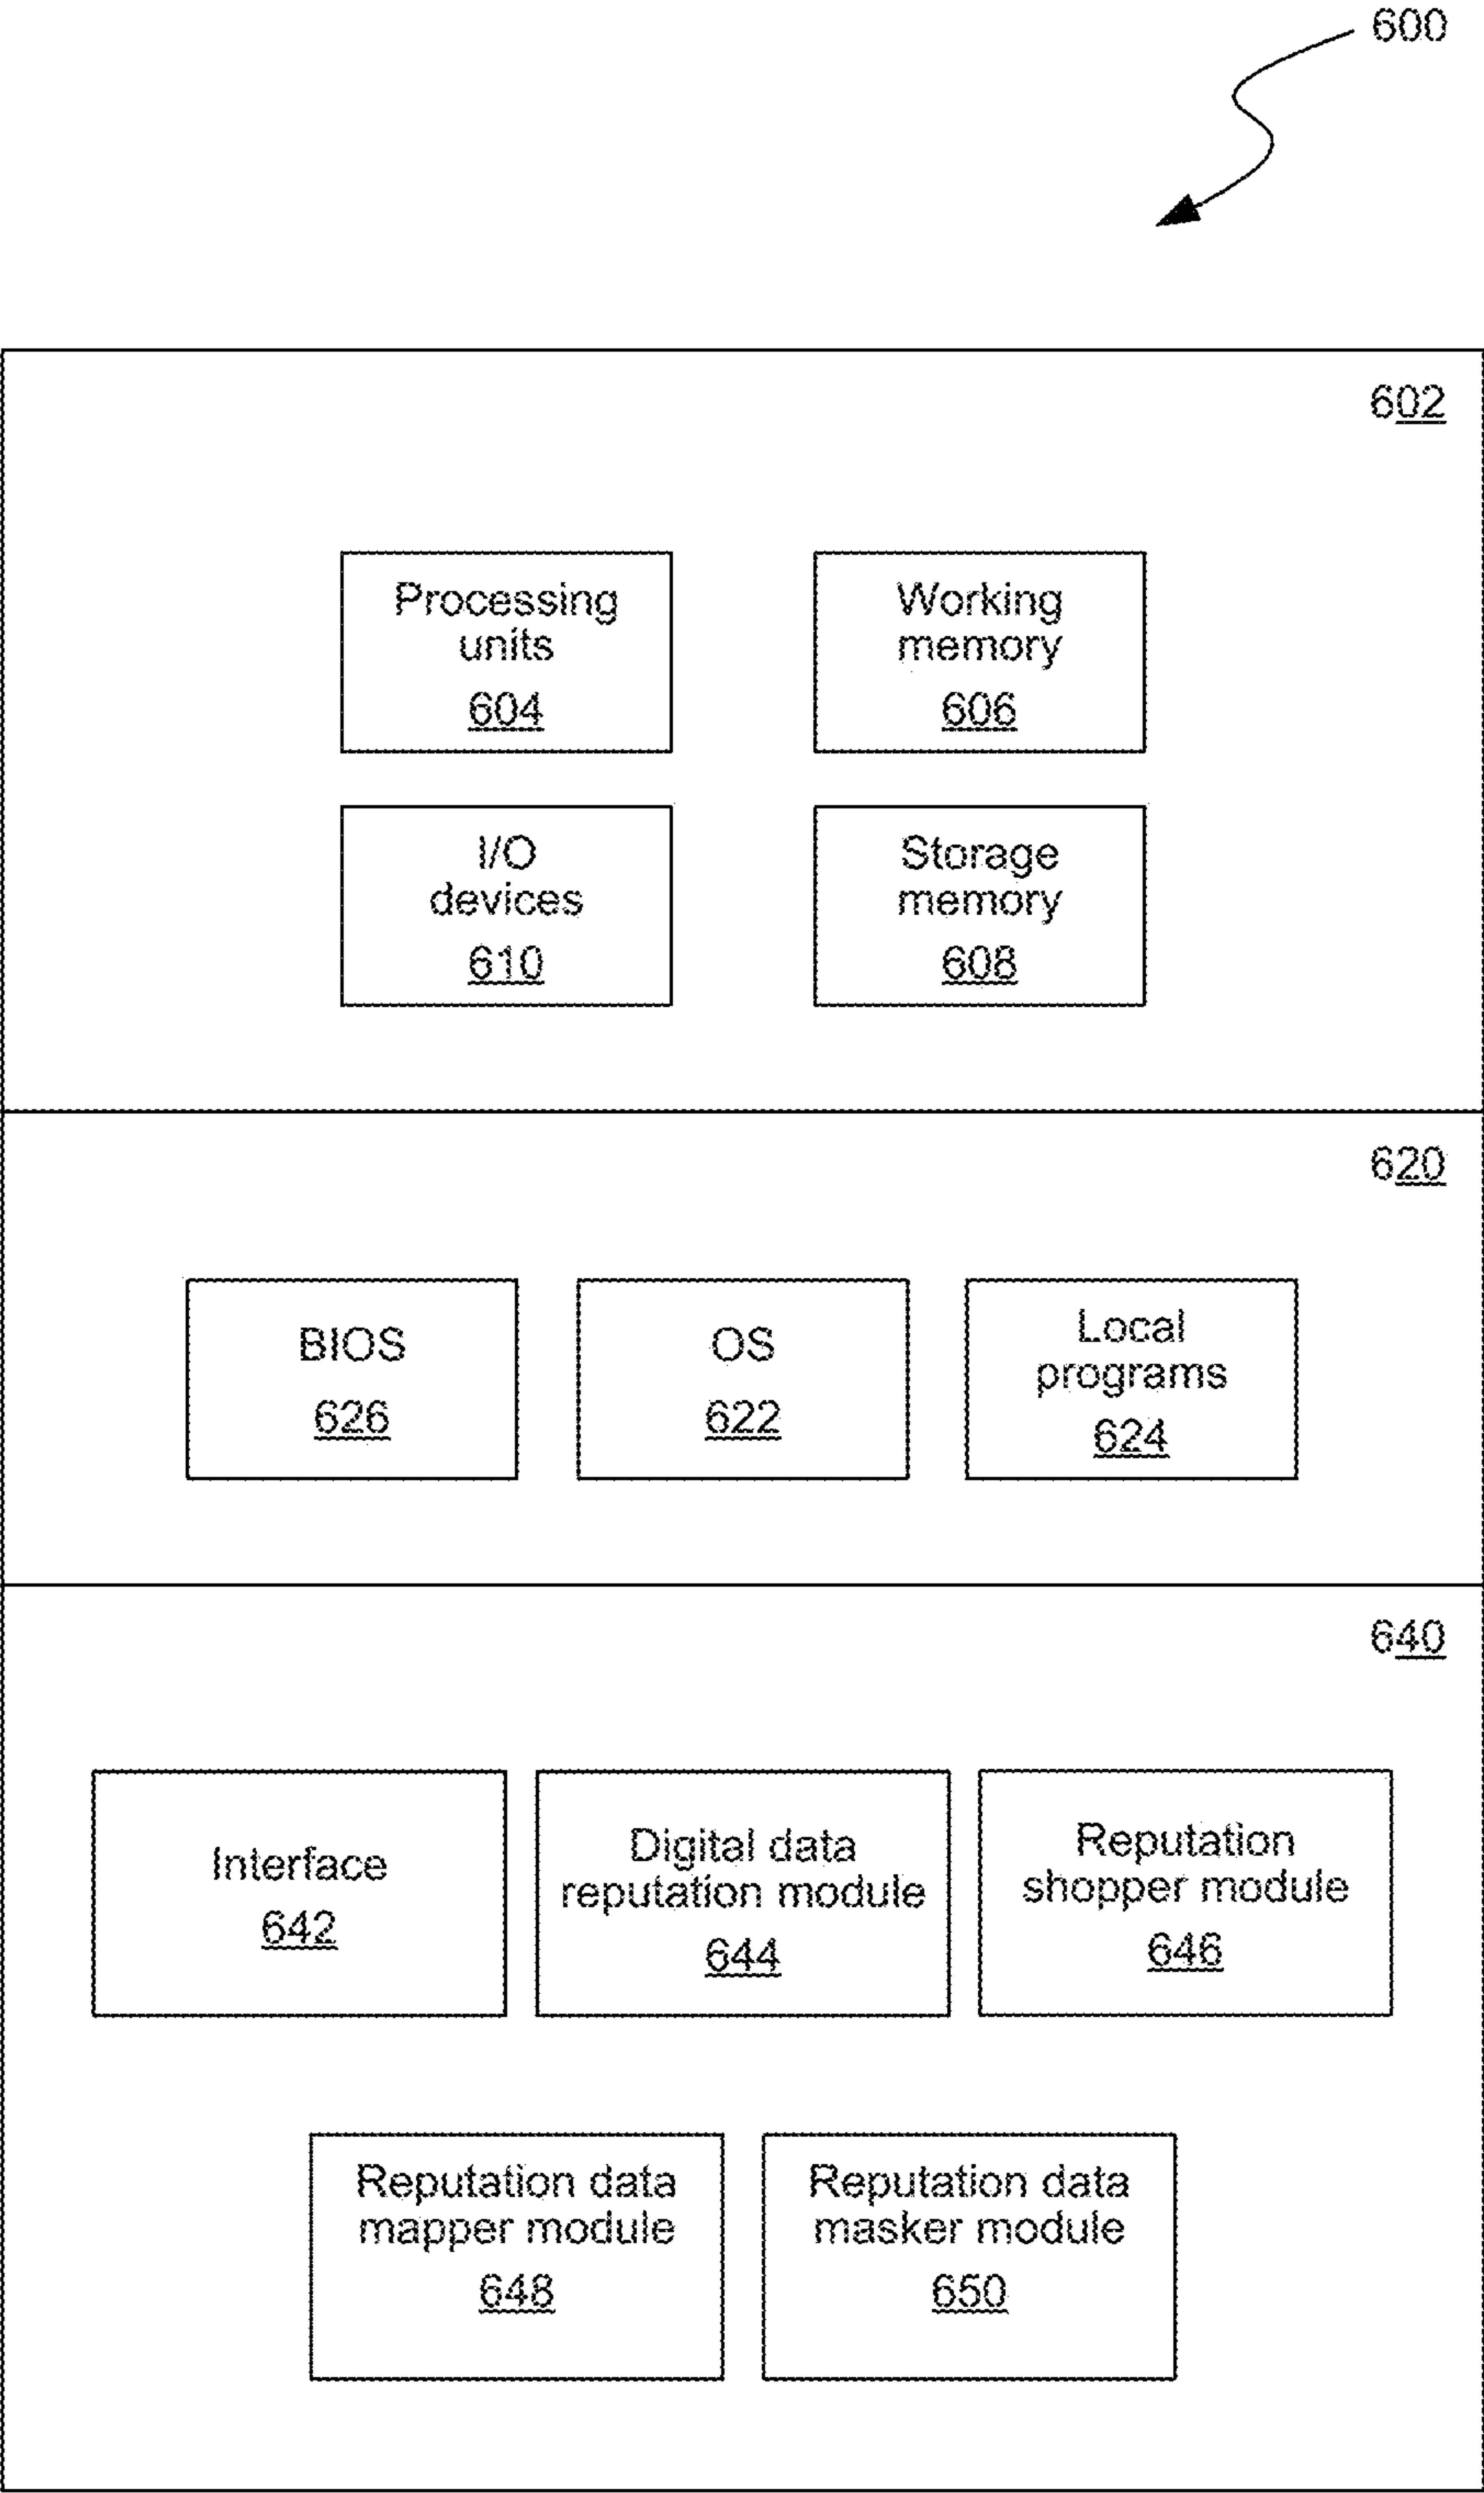 600
602
Processing
units
604
Working
memory
606
I/O
devices
610
Storage
memory
608
620
BIOS
626
OS
622
Local
programs
624
640
Interface
642
Digital data
reputation module
644
Reputation
shopper module
646
Reputation data
mapper module
648
Reputation data
masker module
650